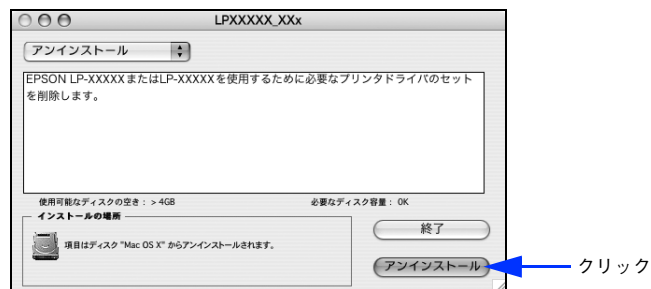 LPXXXXX_XXx
アンインストール
EPSON LP-XXXXXまたはLP-XXXXXを使用するために必要なプリンタドライバのセット
を削除します。
使用可能なディスクの空き： > 4GB 必要なディスク容量： 0K
インストールの場所
項目はディスク "Mac OS X" からアンインストールされます。
終了
アンインストール
クリック